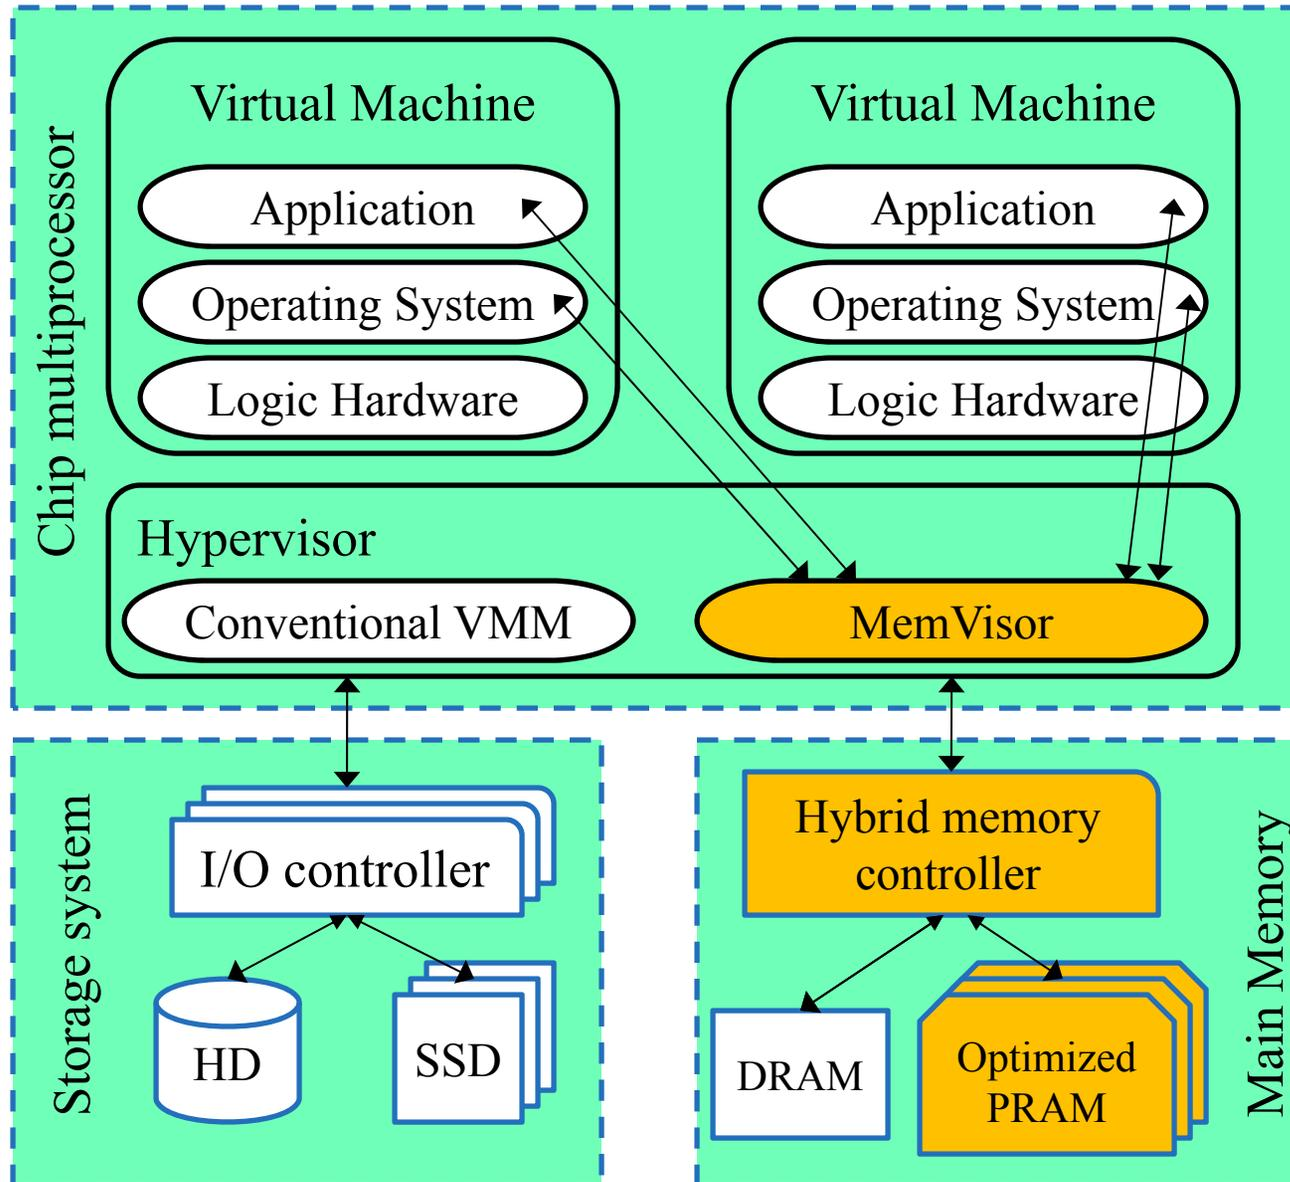 Chip multiprocessor
Virtual Machine
Application
Operating System
Logic Hardware
Virtual Machine
Application
Operating System
Logic Hardware
Hypervisor
Conventional VMM
MemVisor
Storage system
I/O controller
HD
SSD
Hybrid memory
controller
DRAM
Optimized
PRAM
Main Memory